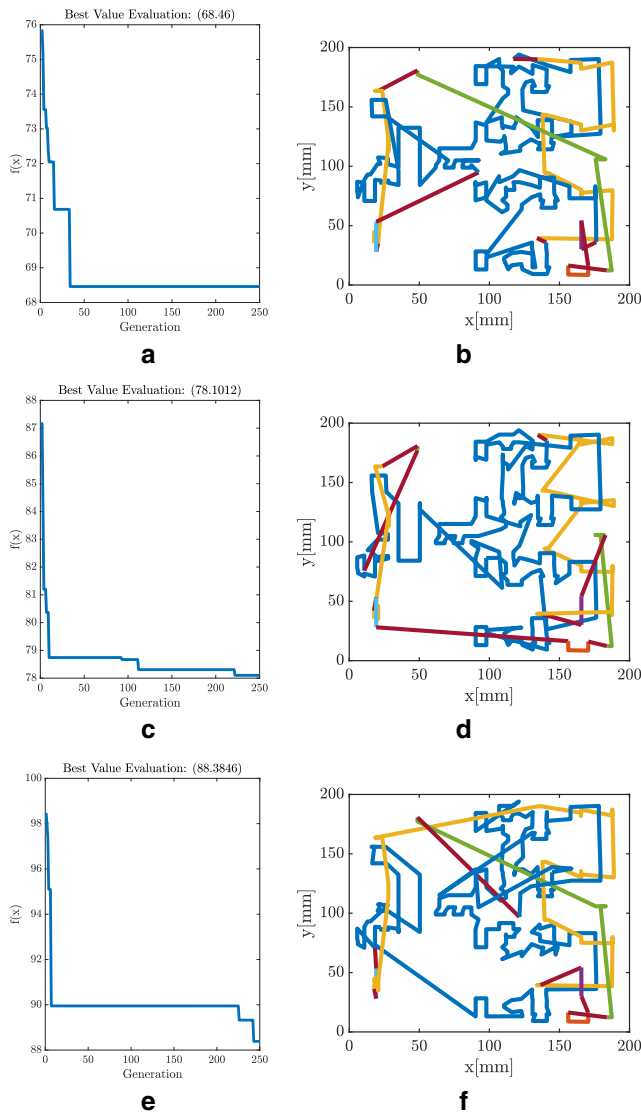 Best Value Evaluation: (68.46)
76
75
74
73
72
71
70
69
68
f(x)
0 50 100 150 200 250
Generation
a
200
150
100
50
0
y[mm]
0 50 100 150 200
x[mm]
b
Best Value Evaluation: (78.1012)
88
87
86
85
84
83
82
81
80
79
78
f(x)
0 50 100 150 200 250
Generation
c
200
150
100
50
0
y[mm]
0 50 100 150 200
x[mm]
d
Best Value Evaluation: (88.3846)
100
98
96
94
92
90
88
f(x)
0 50 100 150 200 250
Generation
e
200
150
100
50
0
y[mm]
0 50 100 150 200
x[mm]
f